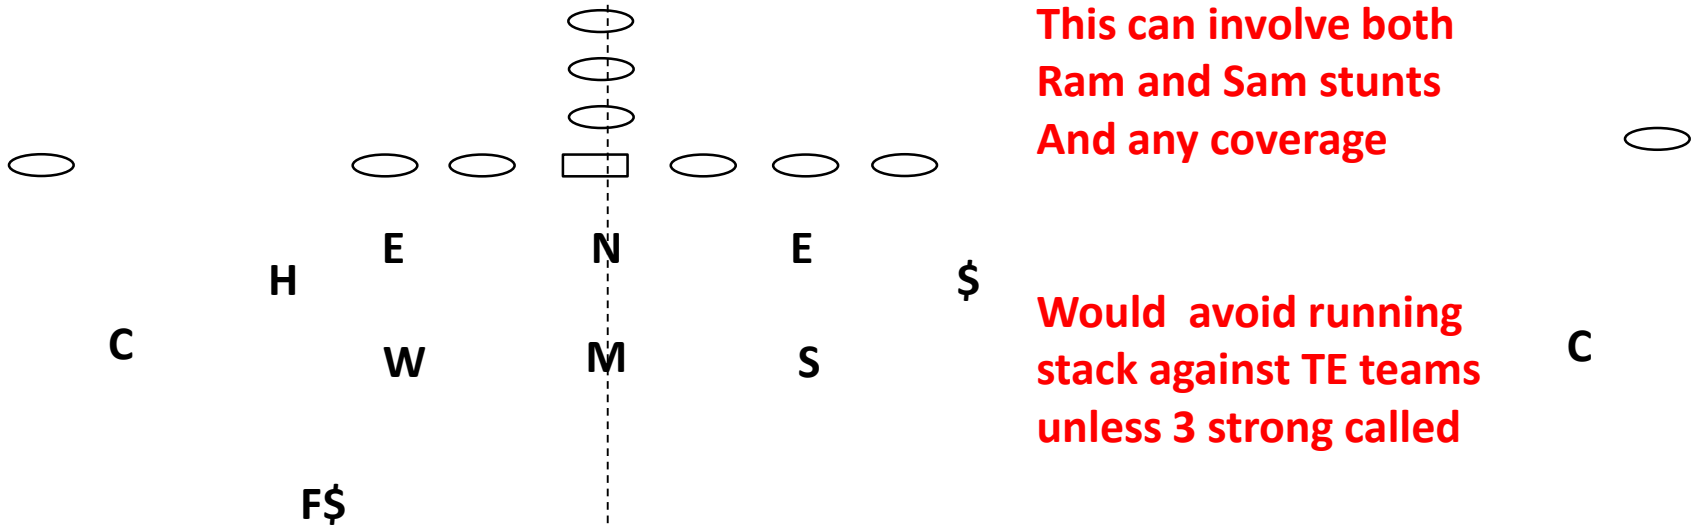 This can involve both
Ram and Sam stunts
And any coverage
E N E
H $
Would avoid running
stack against TE teams
unless 3 strong called
C W M S C
F$